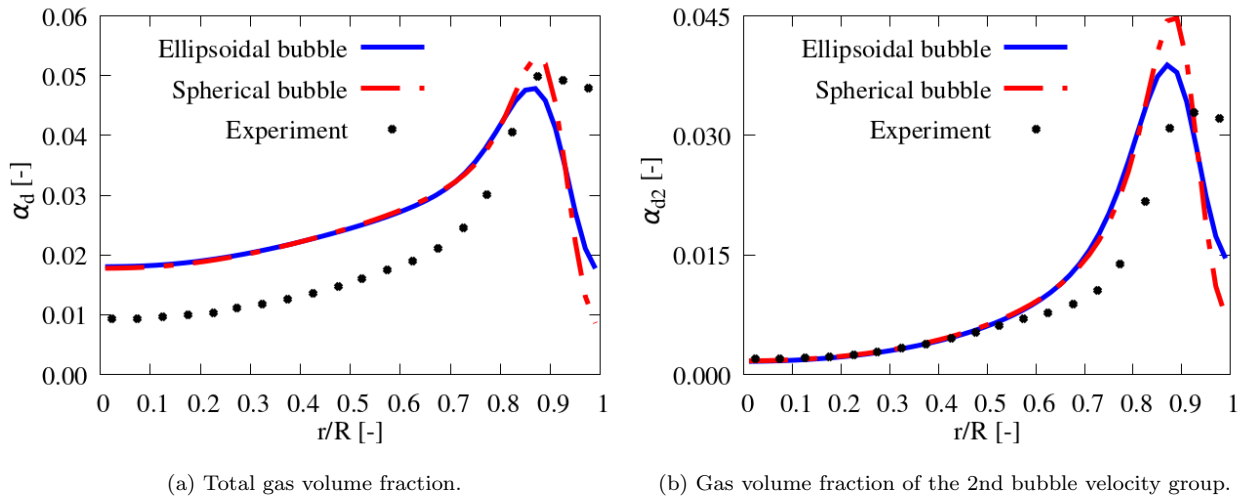 0.06
0.05
0.04
0.03
0.02
0.01
0.00
αd [-]
Ellipsoidal bubble
Spherical bubble
Experiment
0 0.1 0.2 0.3 0.4 0.5 0.6 0.7 0.8 0.9 1
r/R [-]
(a) Total gas volume fraction.
0.045
0.030
0.015
0.000
αd2 [-]
Ellipsoidal bubble
Spherical bubble
Experiment
0 0.1 0.2 0.3 0.4 0.5 0.6 0.7 0.8 0.9 1
r/R [-]
(b) Gas volume fraction of the 2nd bubble velocity group.